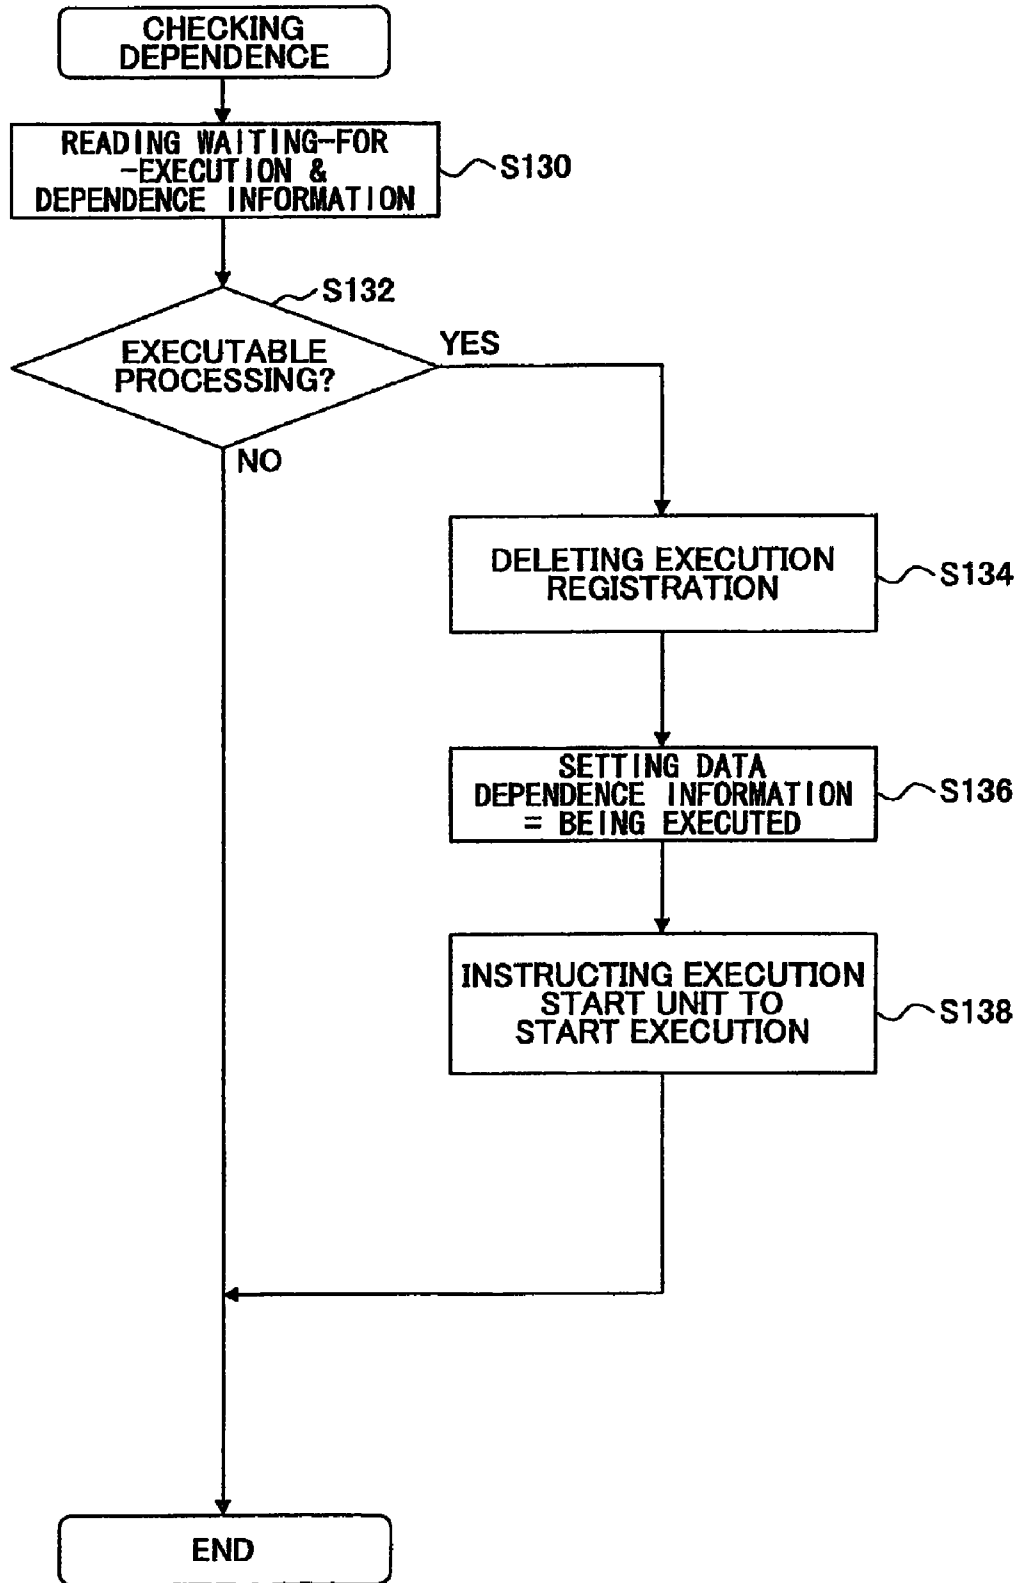 CHECKING
DEPENDENCE
READING WAITING-FOR
-EXECUTION &
DEPENDENCE INFORMATION
S130
S132
EXECUTABLE
PROCESSING?
YES
NO
DELETING EXECUTION
REGISTRATION
S134
SETTING DATA
DEPENDENCE INFORMATION
= BEING EXECUTED
S136
INSTRUCTING EXECUTION
START UNIT TO
START EXECUTION
S138
END